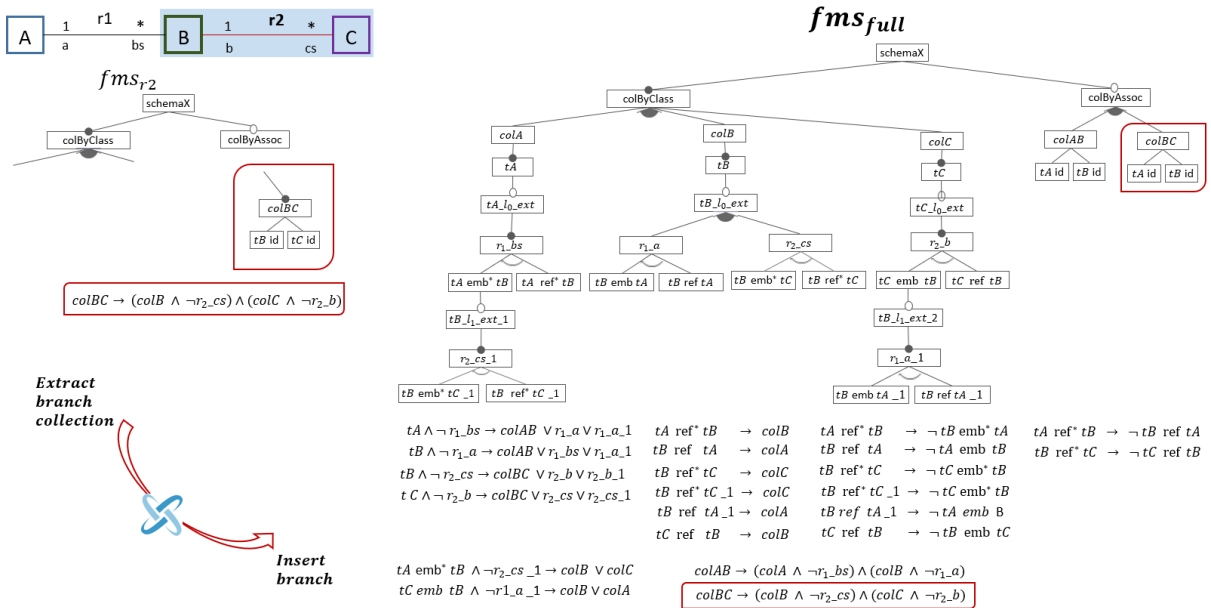 1 r1 * 1 r2 *
A B C
a bs b cs
fms_r2
schemaX
colByClass colByAssoc
colBC
tB id tC id
colBC → (colB ∧ ¬r₂_cs) ∧ (colC ∧ ¬r₂_b)
Extract
branch
collection
Insert
branch
fms_full
schemaX
colByClass colByAssoc
colA colB colC colAB colBC
tA tB tC tA id tB id tA id tB id
tA_l₀_ext tB_l₀_ext tC_l₀_ext
r₁_bs r₁_a r₂_cs r₂_b
tA emb* tB tA ref* tB tB emb tA tB ref tA tB emb* tC tB ref* tC tC emb tB tC ref tB
tB_l₁_ext_1 tB_l₁_ext_2
r₂_cs_1 r₁_a_1
tB emb* tC _1 tB ref* tC _1 tB emb tA _1 tB ref tA _1
tA ∧ ¬ r₁_bs → colAB ∨ r₁_a ∨ r₁_a_1
tB ∧ ¬ r₁_a → colAB ∨ r₁_bs ∨ r₁_a_1
tB ∧ ¬ r₂_cs → colBC ∨ r₂_b ∨ r₂_b_1
t C ∧ ¬ r₂_b → colBC ∨ r₂_cs ∨ r₂_cs_1
tA ref* tB → colB
tB ref tA → colA
tB ref* tC → colC
tB ref* tC _1 → colC
tB ref tA _1 → colA
tC ref tB → colB
tA ref* tB → ¬ tB emb* tA
tB ref tA → ¬ tA emb tB
tB ref* tC → ¬ tC emb* tB
tB ref* tC _1 → ¬ tC emb* tB
tB ref tA _1 → ¬ tA emb B
tC ref tB → ¬ tB emb tC
tA ref* tB → ¬ tB ref tA
tB ref* tC → ¬ tC ref tB
tA emb* tB ∧ ¬r₂_cs _1 → colB ∨ colC
tC emb tB ∧ ¬r1_a _1 → colB ∨ colA
colAB → (colA ∧ ¬r₁_bs) ∧ (colB ∧ ¬r₁_a)
colBC → (colB ∧ ¬r₂_cs) ∧ (colC ∧ ¬r₂_b)